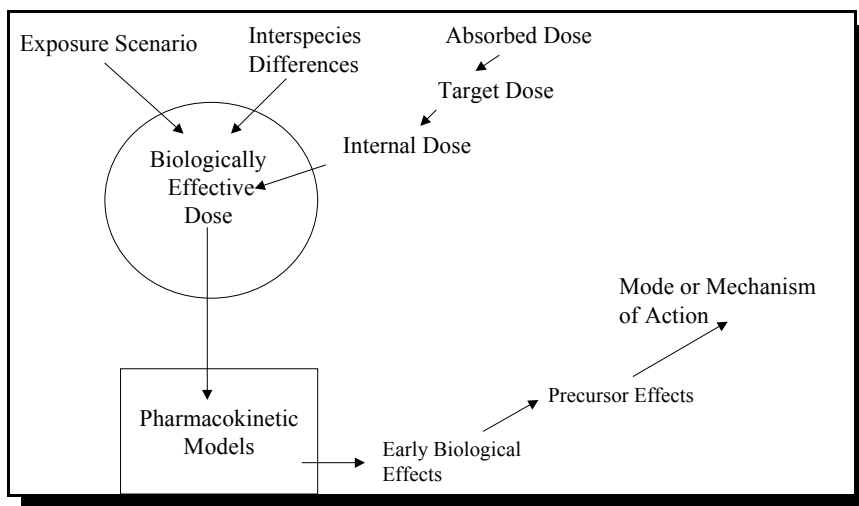 Exposure Scenario
Interspecies
Differences
Absorbed Dose
Target Dose
Internal Dose
Biologically
Effective
Dose
Mode or Mechanism
of Action
Precursor Effects
Pharmacokinetic
Models
Early Biological
Effects